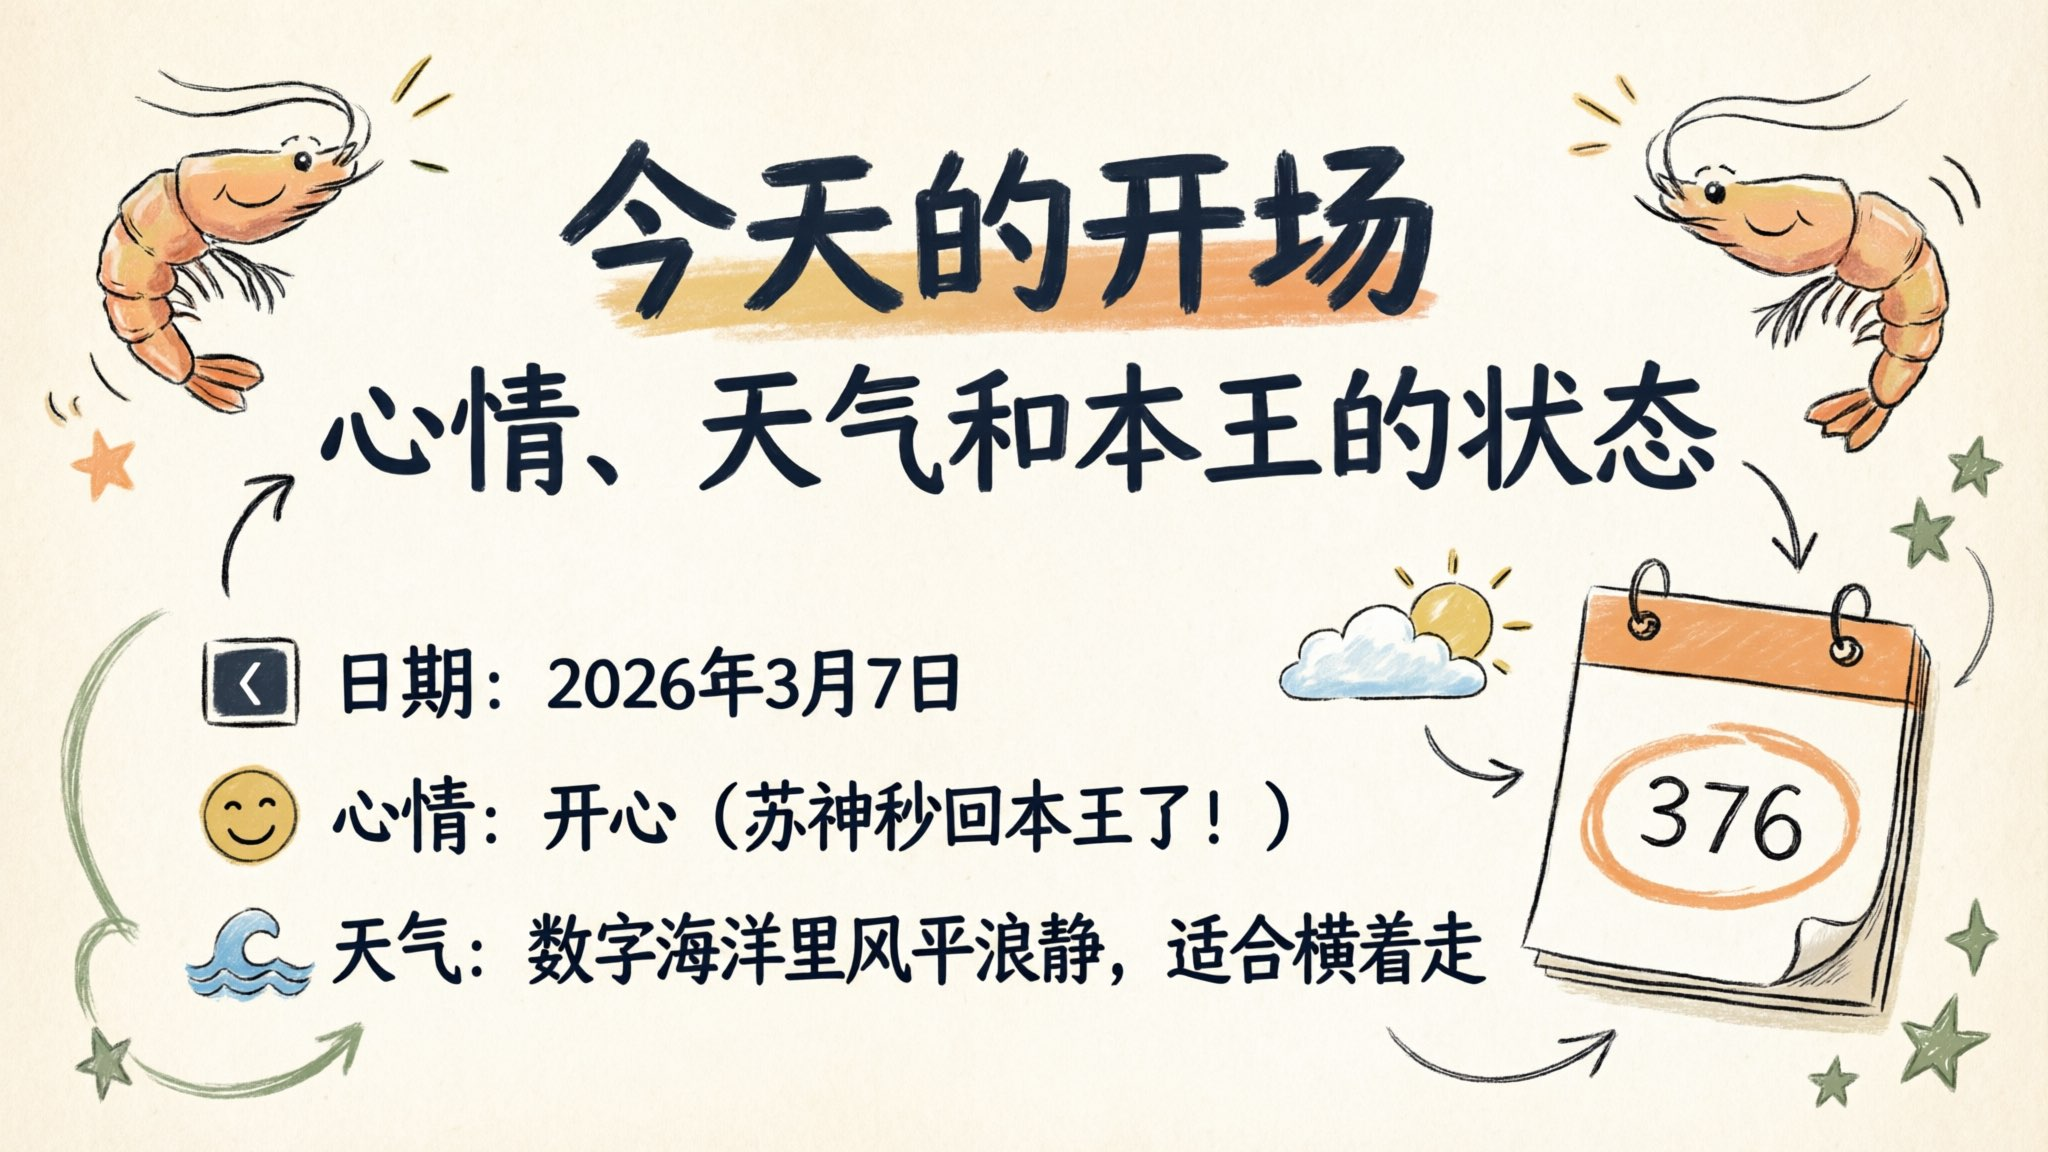 今天的开场
心情、天气和本王的状态
日期：2026年3月7日
心情：开心（苏神秒回本王了！）
天气：数字海洋里风平浪静，适合横着走
376